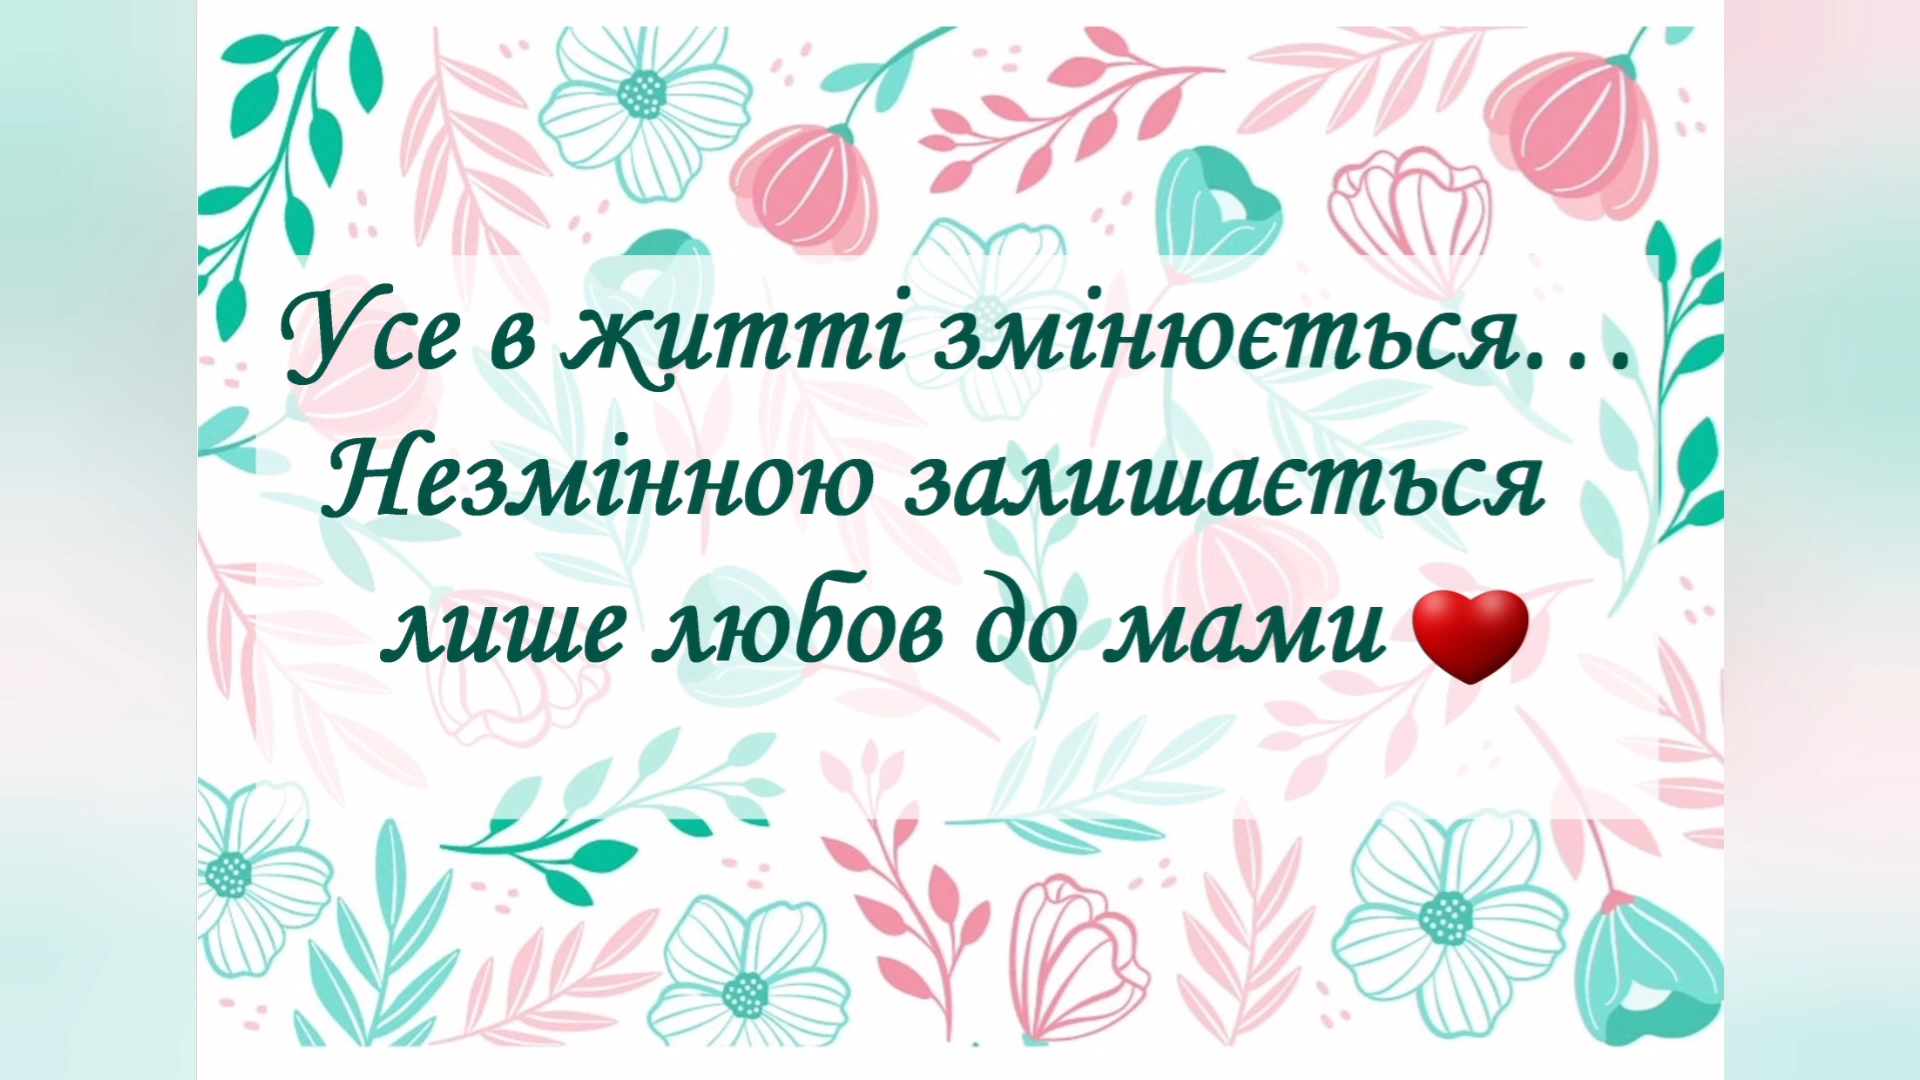 Усе в житті змінюється...
Незмінною залишається
лише любов до мами ❤